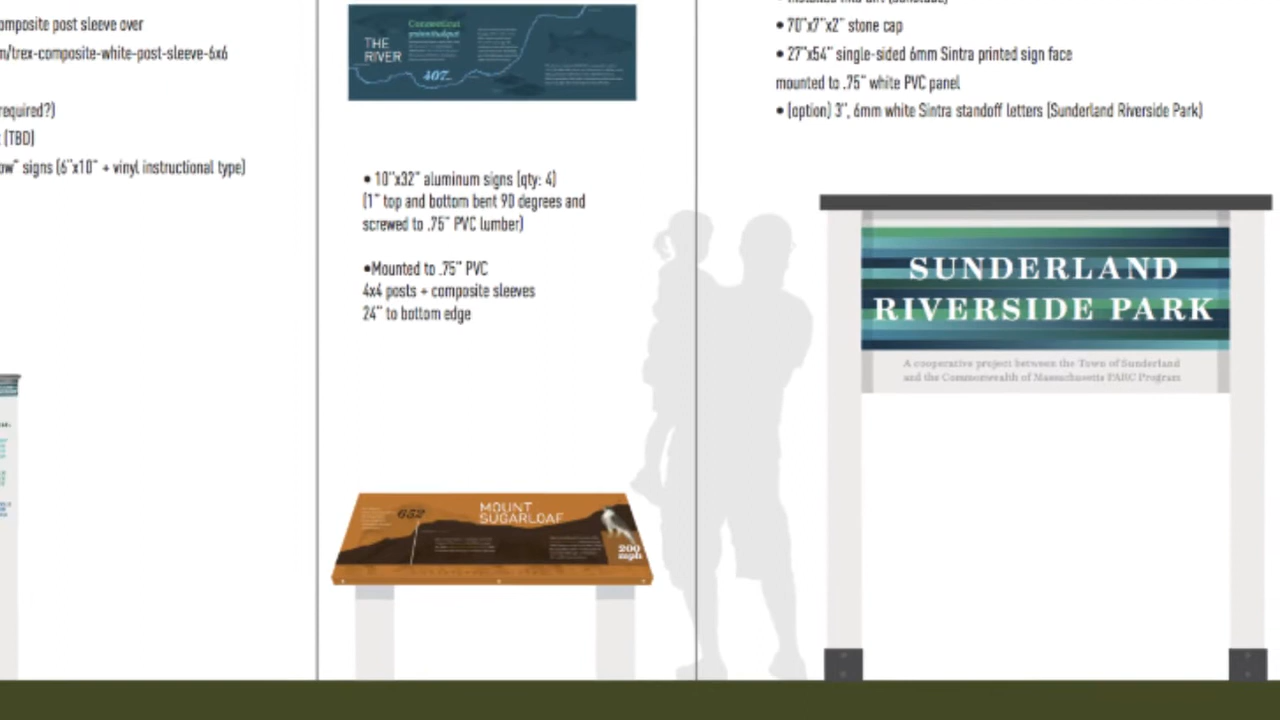 omposite post sleeve over
m/trex-composite-white-post-sleeve-6x6
required?)
(TBD)
ow" signs (6"x10" + vinyl instructional type)
THE
RIVER
Connecticut
407
• 10"x32" aluminum signs (qty: 4)
(1" top and bottom bent 90 degrees and
screwed to .75" PVC lumber)
•Mounted to .75" PVC
4x4 posts + composite sleeves
24" to bottom edge
652
MOUNT
SUGARLOAF
200
mph
• 70"x7"x2" stone cap
• 27"x54" single-sided 6mm Sintra printed sign face
mounted to .75" white PVC panel
• (option) 3", 6mm white Sintra standoff letters (Sunderland Riverside Park)
SUNDERLAND
RIVERSIDE PARK
A cooperative project between the Town of Sunderland
and the Commonwealth of Massachusetts PARC Program